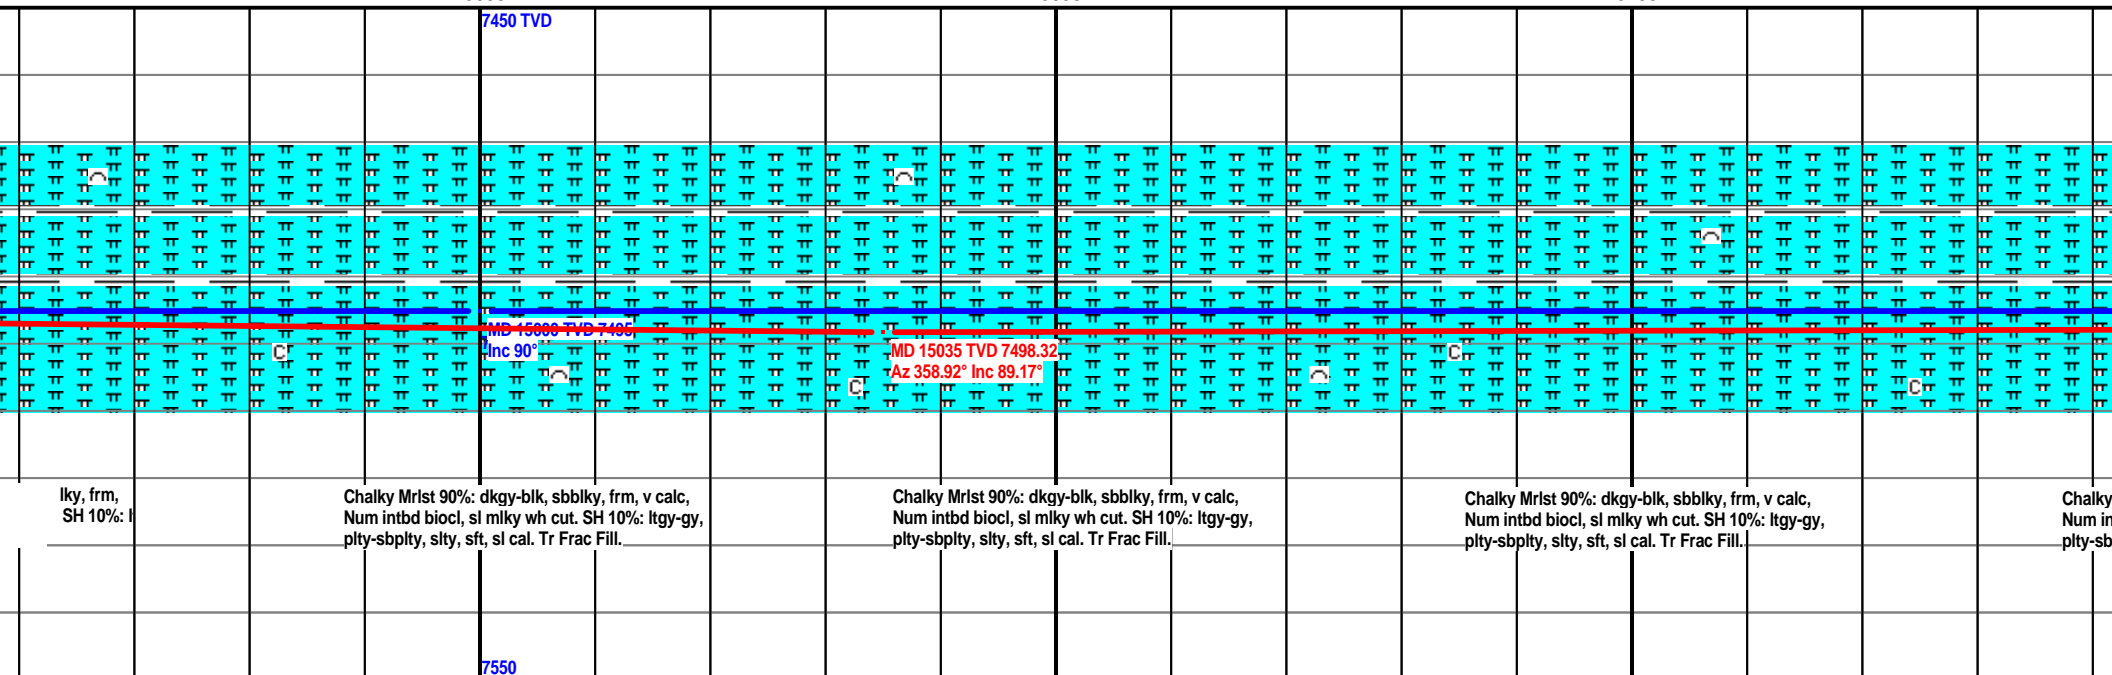 7450 TVD
MD 15000 TVD 7495
Inc 90°
MD 15035 TVD 7498.32
Az 358.92° Inc 89.17°
C
C
C
C
lky, frm,
SH 10%:
Chalky Mrlst 90%: dkgy-blk, sbblky, frm, v calc,
Num intbd biocl, sl mlky wh cut. SH 10%: ltgy-gy,
plty-sbplty, slty, sft, sl cal. Tr Frac Fill.
Chalky Mrlst 90%: dkgy-blk, sbblky, frm, v calc,
Num intbd biocl, sl mlky wh cut. SH 10%: ltgy-gy,
plty-sbplty, slty, sft, sl cal. Tr Frac Fill.
Chalky Mrlst 90%: dkgy-blk, sbblky, frm, v calc,
Num intbd biocl, sl mlky wh cut. SH 10%: ltgy-gy,
plty-sbplty, slty, sft, sl cal. Tr Frac Fill.
Chalky
Num in
plty-sb
7550